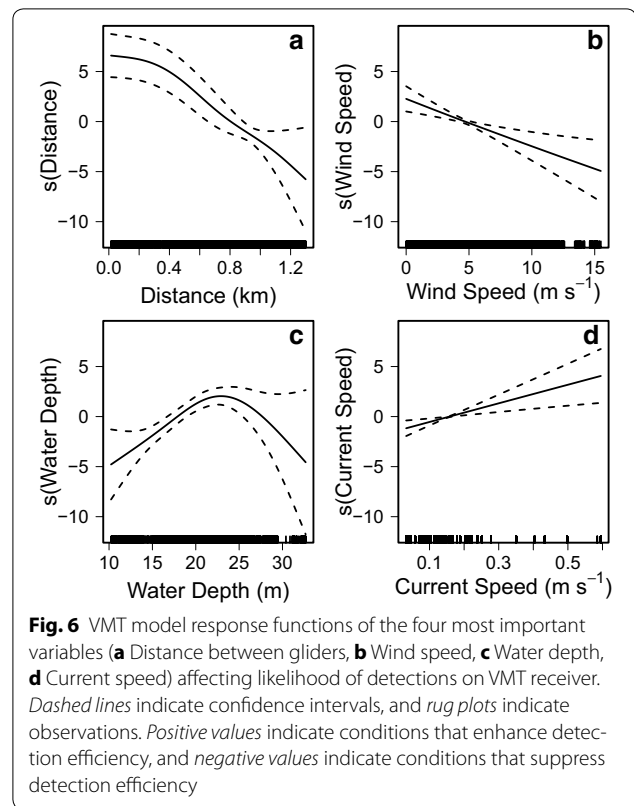 a
s(Distance)
5
0
−5
−10
0.0 0.4 0.8 1.2
Distance (km)
b
s(Wind Speed)
5
0
−5
−10
0 5 10 15
Wind Speed (m s⁻¹)
c
s(Water Depth)
5
0
−5
−10
10 15 20 25 30
Water Depth (m)
d
s(Current Speed)
5
0
−5
−10
0.1 0.3 0.5
Current Speed (m s⁻¹)
Fig. 6 VMT model response functions of the four most important
variables (a Distance between gliders, b Wind speed, c Water depth,
d Current speed) affecting likelihood of detections on VMT receiver.
Dashed lines indicate confidence intervals, and rug plots indicate
observations. Positive values indicate conditions that enhance detec-
tion efficiency, and negative values indicate conditions that suppress
detection efficiency